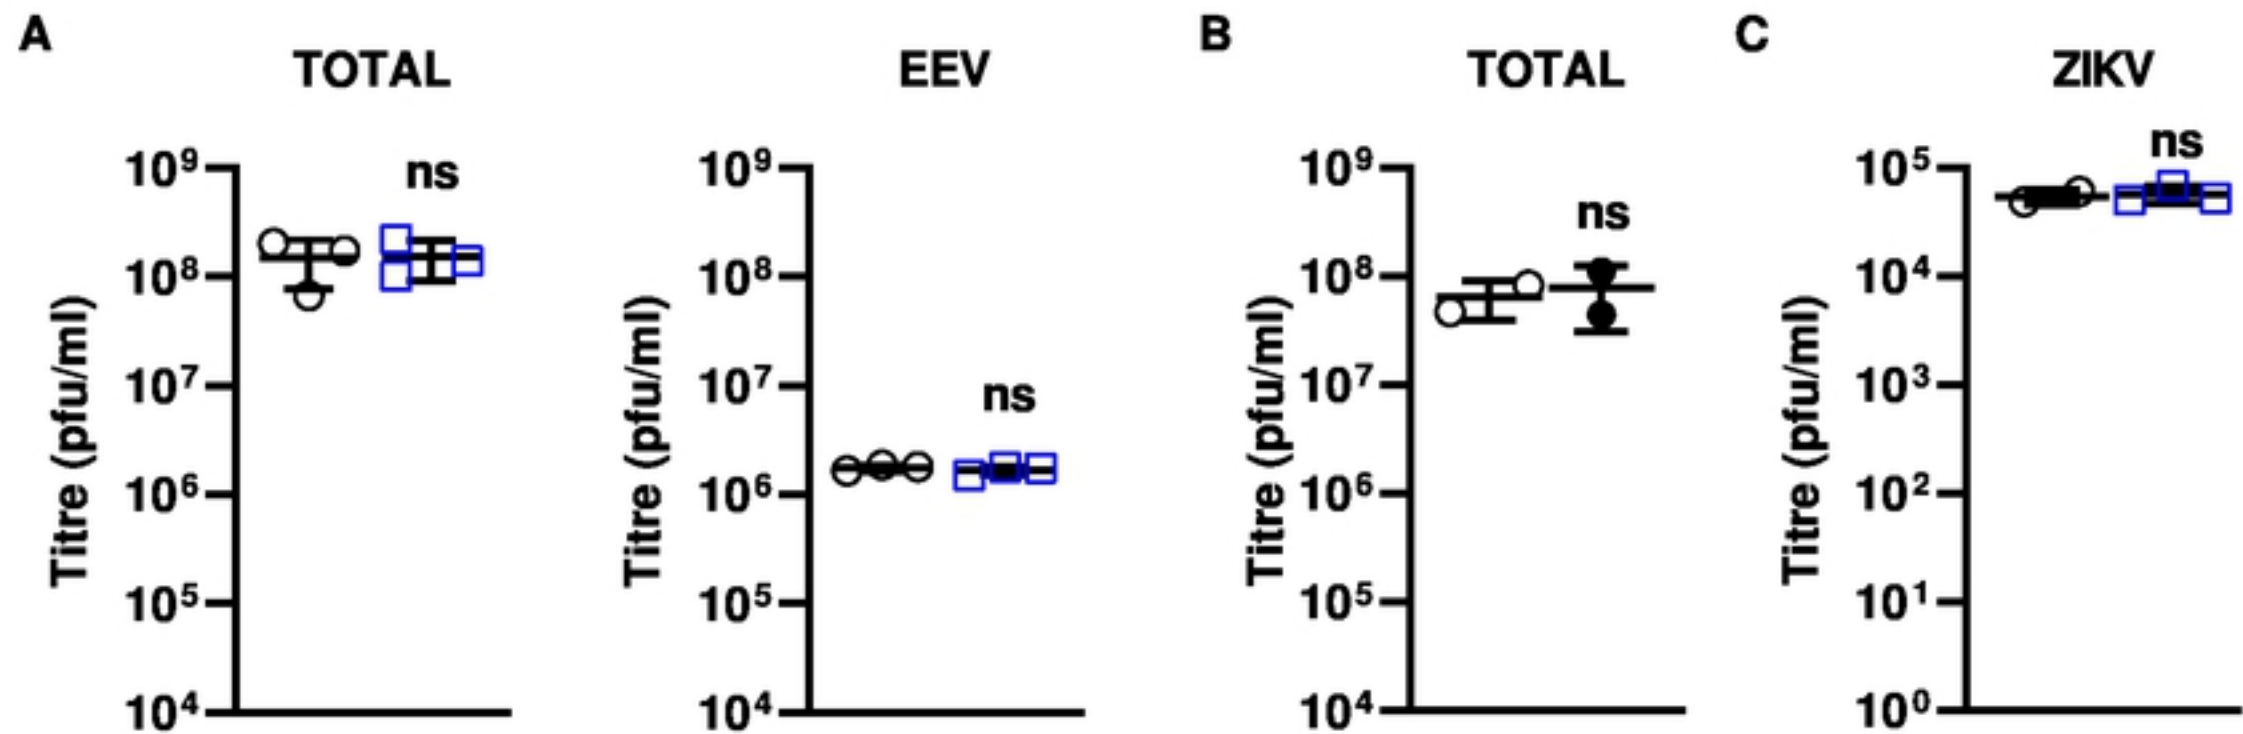 A
TOTAL
Titre (pfu/ml)
10⁹
10⁸
10⁷
10⁶
10⁵
10⁴
ns
EEV
Titre (pfu/ml)
10⁹
10⁸
10⁷
10⁶
10⁵
10⁴
ns
B
TOTAL
Titre (pfu/ml)
10⁹
10⁸
10⁷
10⁶
10⁵
10⁴
ns
C
ZIKV
Titre (pfu/ml)
10⁵
10⁴
10³
10²
10¹
10⁰
ns